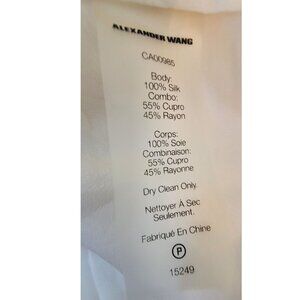 ALEXANDER WANG
CA00985
Body:
100% Silk
Combo:
55% Cupro
45% Rayon
Corps:
100% Soie
Combinaison:
55% Cupro
45% Rayonne
Dry Clean Only.
Nettoyer À Sec
Seulement.
Fabriqué En Chine
P
15249